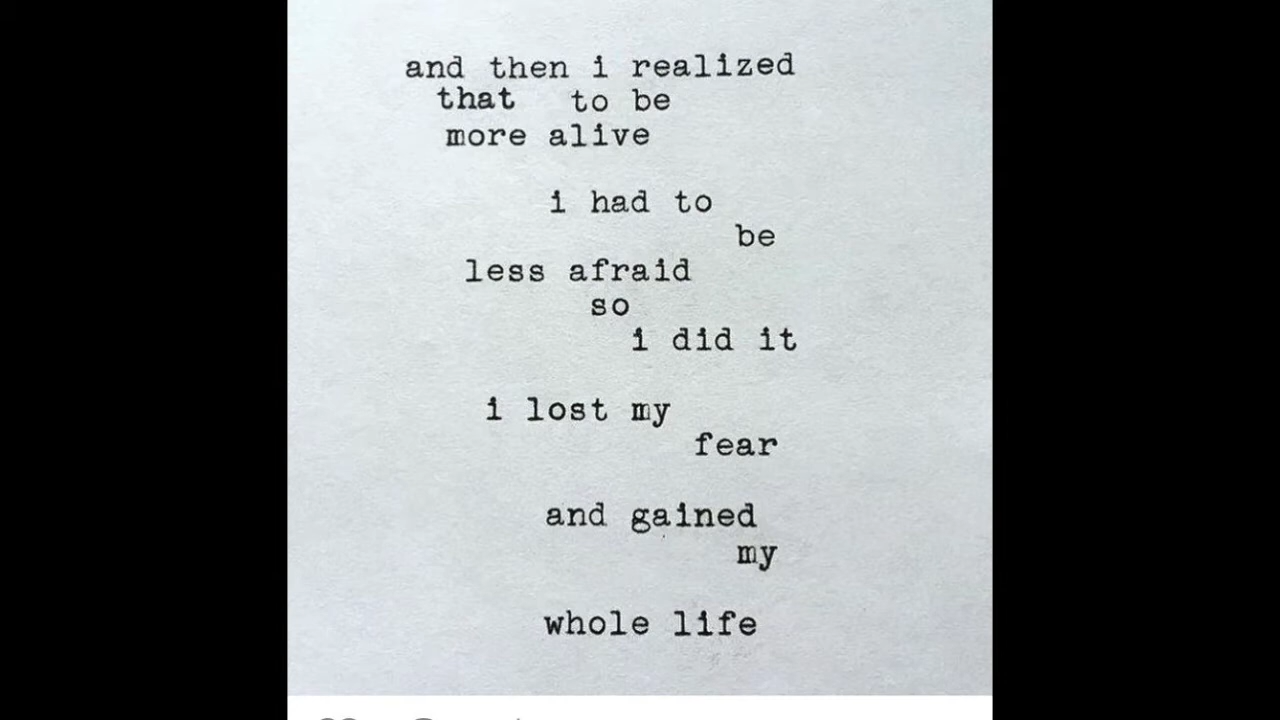 and then i realized
that to be
more alive
i had to
be
less afraid
so
i did it
i lost my
fear
and gained
my
whole life